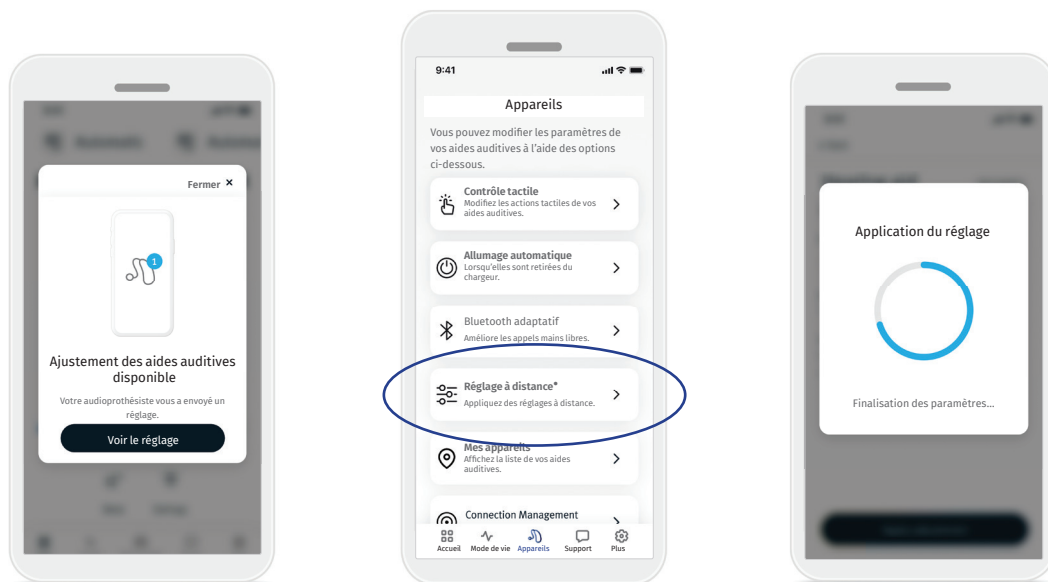 Fermer ×
1
Ajustement des aides auditives
disponible
Votre audioprothésiste vous a envoyé un
réglage.
Voir le réglage
9:41
Appareils
Vous pouvez modifier les paramètres de
vos aides auditives à l'aide des options
ci-dessous.
Contrôle tactile
Modifiez les actions tactiles de vos
aides auditives.
Allumage automatique
Lorsqu'elles sont retirées du
chargeur.
Bluetooth adaptatif
Améliore les appels mains libres.
Réglage à distance*
Appliquez des réglages à distance.
Mes appareils
Affichez la liste de vos aides
auditives.
Connection Management
Accueil Mode de vie Appareils Support Plus
Application du réglage
Finalisation des paramètres...